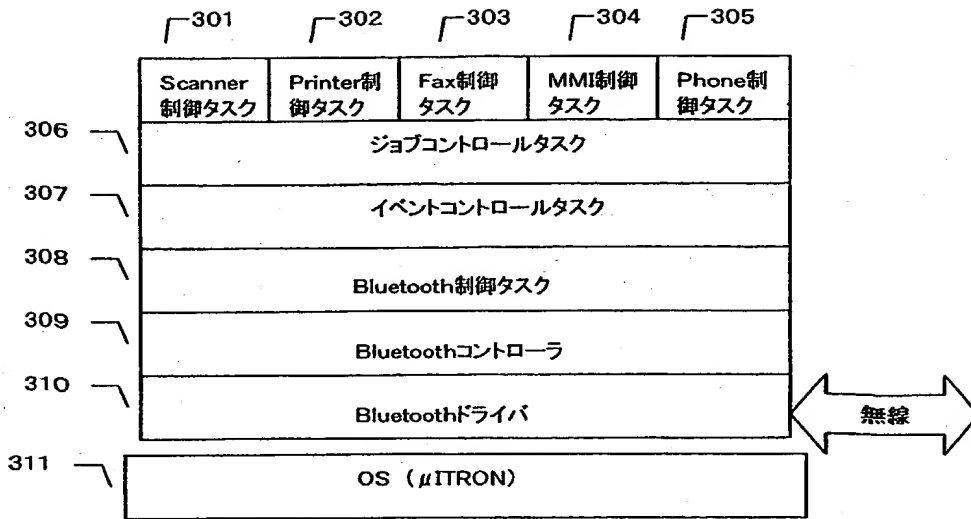 301 302 303 304 305
Scanner
制御タスク
Printer制
御タスク
Fax制御
タスク
MMI制御
タスク
Phone制
御タスク
306
ジョブコントロールタスク
307
イベントコントロールタスク
308
Bluetooth制御タスク
309
Bluetoothコントローラ
310
Bluetoothドライバ
無線
311
OS (μITRON)